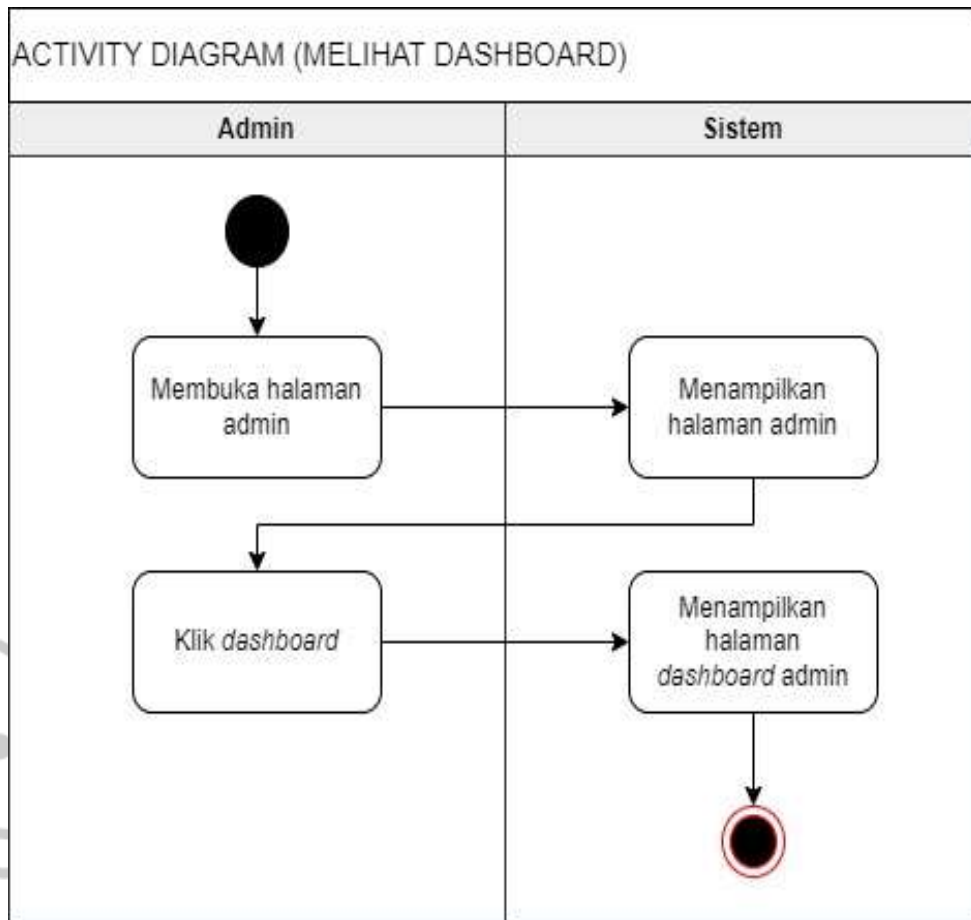 ACTIVITY DIAGRAM (MELIHAT DASHBOARD)
Admin
Sistem
Membuka halaman
admin
Menampilkan
halaman admin
Klik dashboard
Menampilkan
halaman
dashboard admin